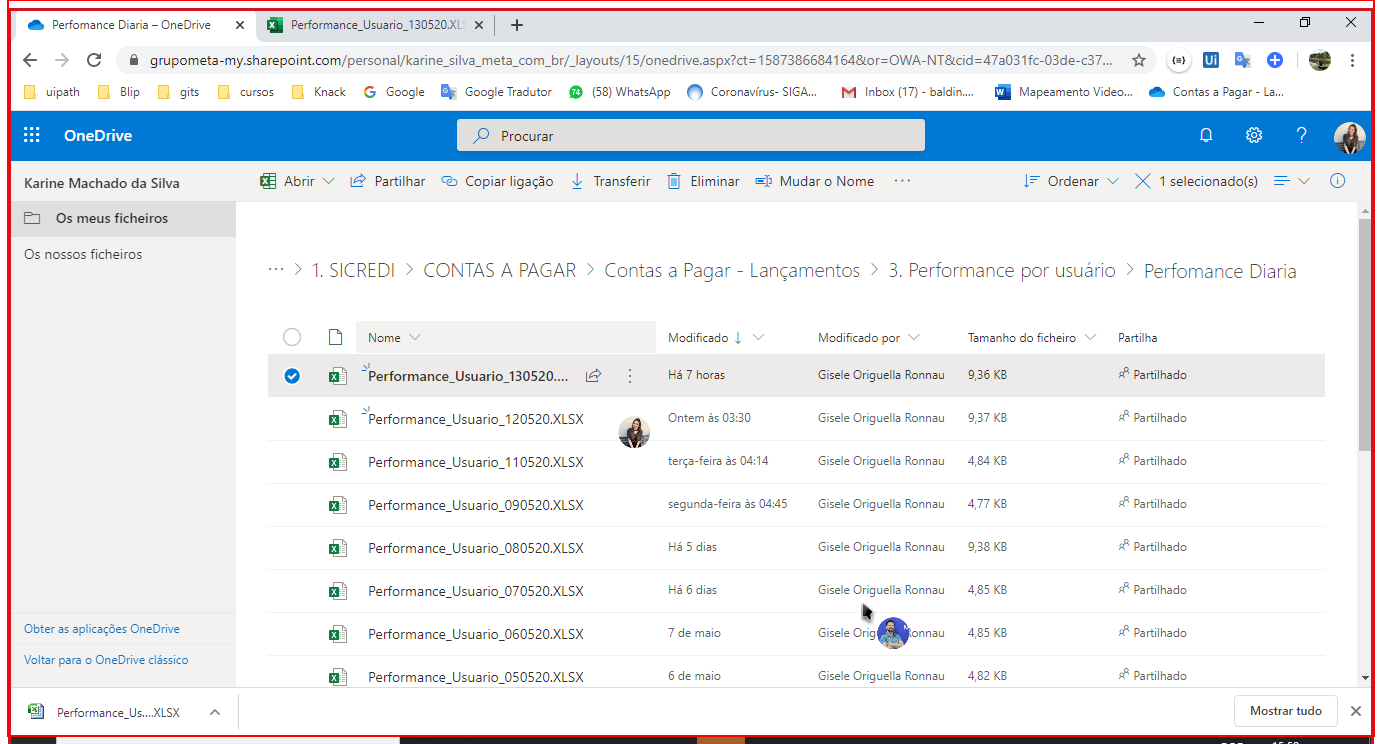 Perfomance Diaria – OneDrive
Performance_Usuario_130520.XLS
grupometa-my.sharepoint.com/personal/karine_silva_meta_com_br/_layouts/15/onedrive.aspx?ct=1587386684164&or=OWA-NT&cid=47a031fc-03de-c37...
uipath Blip gits cursos Knack Google Google Tradutor (58) WhatsApp Coronavírus- SIGA... Inbox (17) - baldin.... Mapeamento Video... Contas a Pagar - La...
OneDrive
Procurar
Karine Machado da Silva
Abrir Partilhar Copiar ligação Transferir Eliminar Mudar o Nome ... Ordenar 1 selecionado(s)
Os meus ficheiros
Os nossos ficheiros
... > 1. SICREDI > CONTAS A PAGAR > Contas a Pagar - Lançamentos > 3. Performance por usuário > Perfomance Diaria
Nome Modificado ↓ Modificado por Tamanho do ficheiro Partilha
Performance_Usuario_130520.... Há 7 horas Gisele Origuella Ronnau 9,36 KB Partilhado
Performance_Usuario_120520.XLSX Ontem às 03:30 Gisele Origuella Ronnau 9,37 KB Partilhado
Performance_Usuario_110520.XLSX terça-feira às 04:14 Gisele Origuella Ronnau 4,84 KB Partilhado
Performance_Usuario_090520.XLSX segunda-feira às 04:45 Gisele Origuella Ronnau 4,77 KB Partilhado
Performance_Usuario_080520.XLSX Há 5 dias Gisele Origuella Ronnau 9,38 KB Partilhado
Performance_Usuario_070520.XLSX Há 6 dias Gisele Origuella Ronnau 4,85 KB Partilhado
Performance_Usuario_060520.XLSX 7 de maio Gisele Orig onnau 4,85 KB Partilhado
Performance_Usuario_050520.XLSX 6 de maio Gisele Origuella Ronnau 4,82 KB Partilhado
Obter as aplicações OneDrive
Voltar para o OneDrive clássico
Performance_Us....XLSX
Mostrar tudo